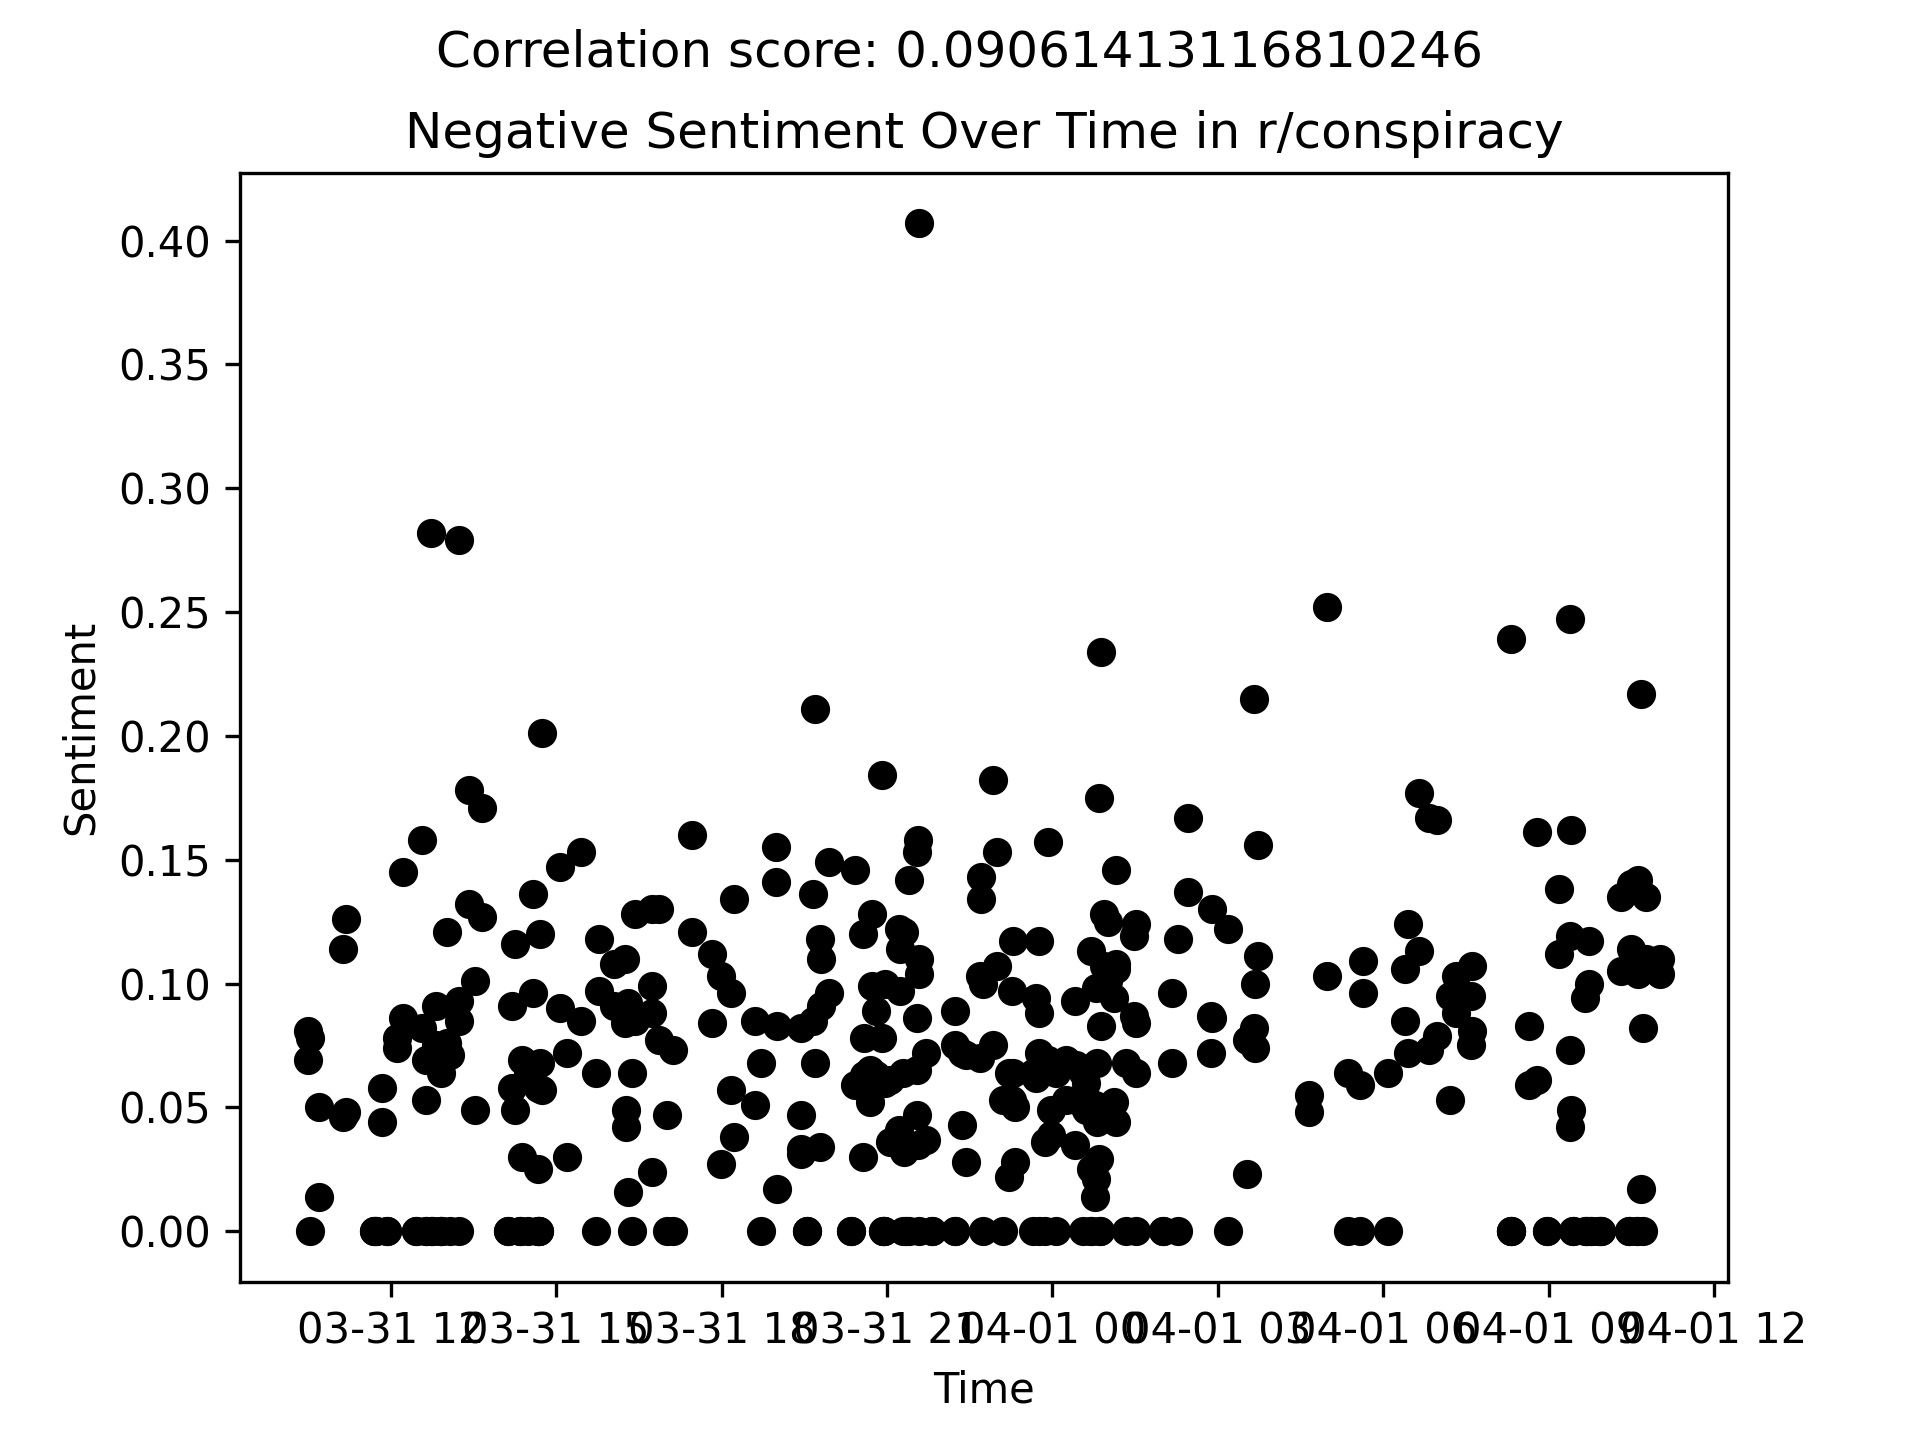 Correlation score: 0.09061413116810246
Negative Sentiment Over Time in r/conspiracy
0.40
0.35
0.30
0.25
0.20
0.15
0.10
0.05
0.00
Sentiment
03-31 12 03-31 15 03-31 18 03-31 21 04-01 00 04-01 03 04-01 06 04-01 09 04-01 12
Time